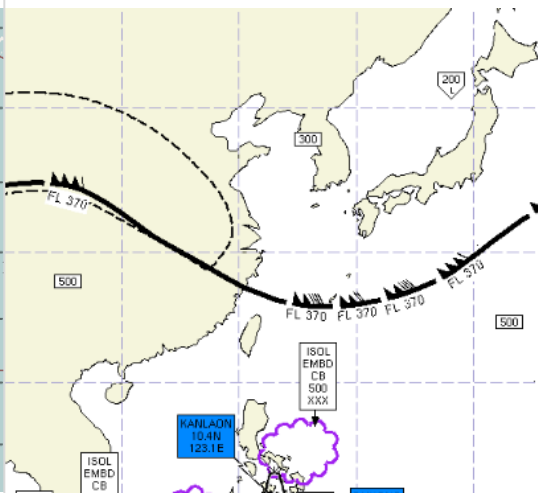 200
L
300
FL 370
500
FL 370
FL 370
FL 370
FL 370
500
ISOL
EMBD
CB
500
XXX
KANLAON
10.4N
123.1E
ISOL
EMBD
CB